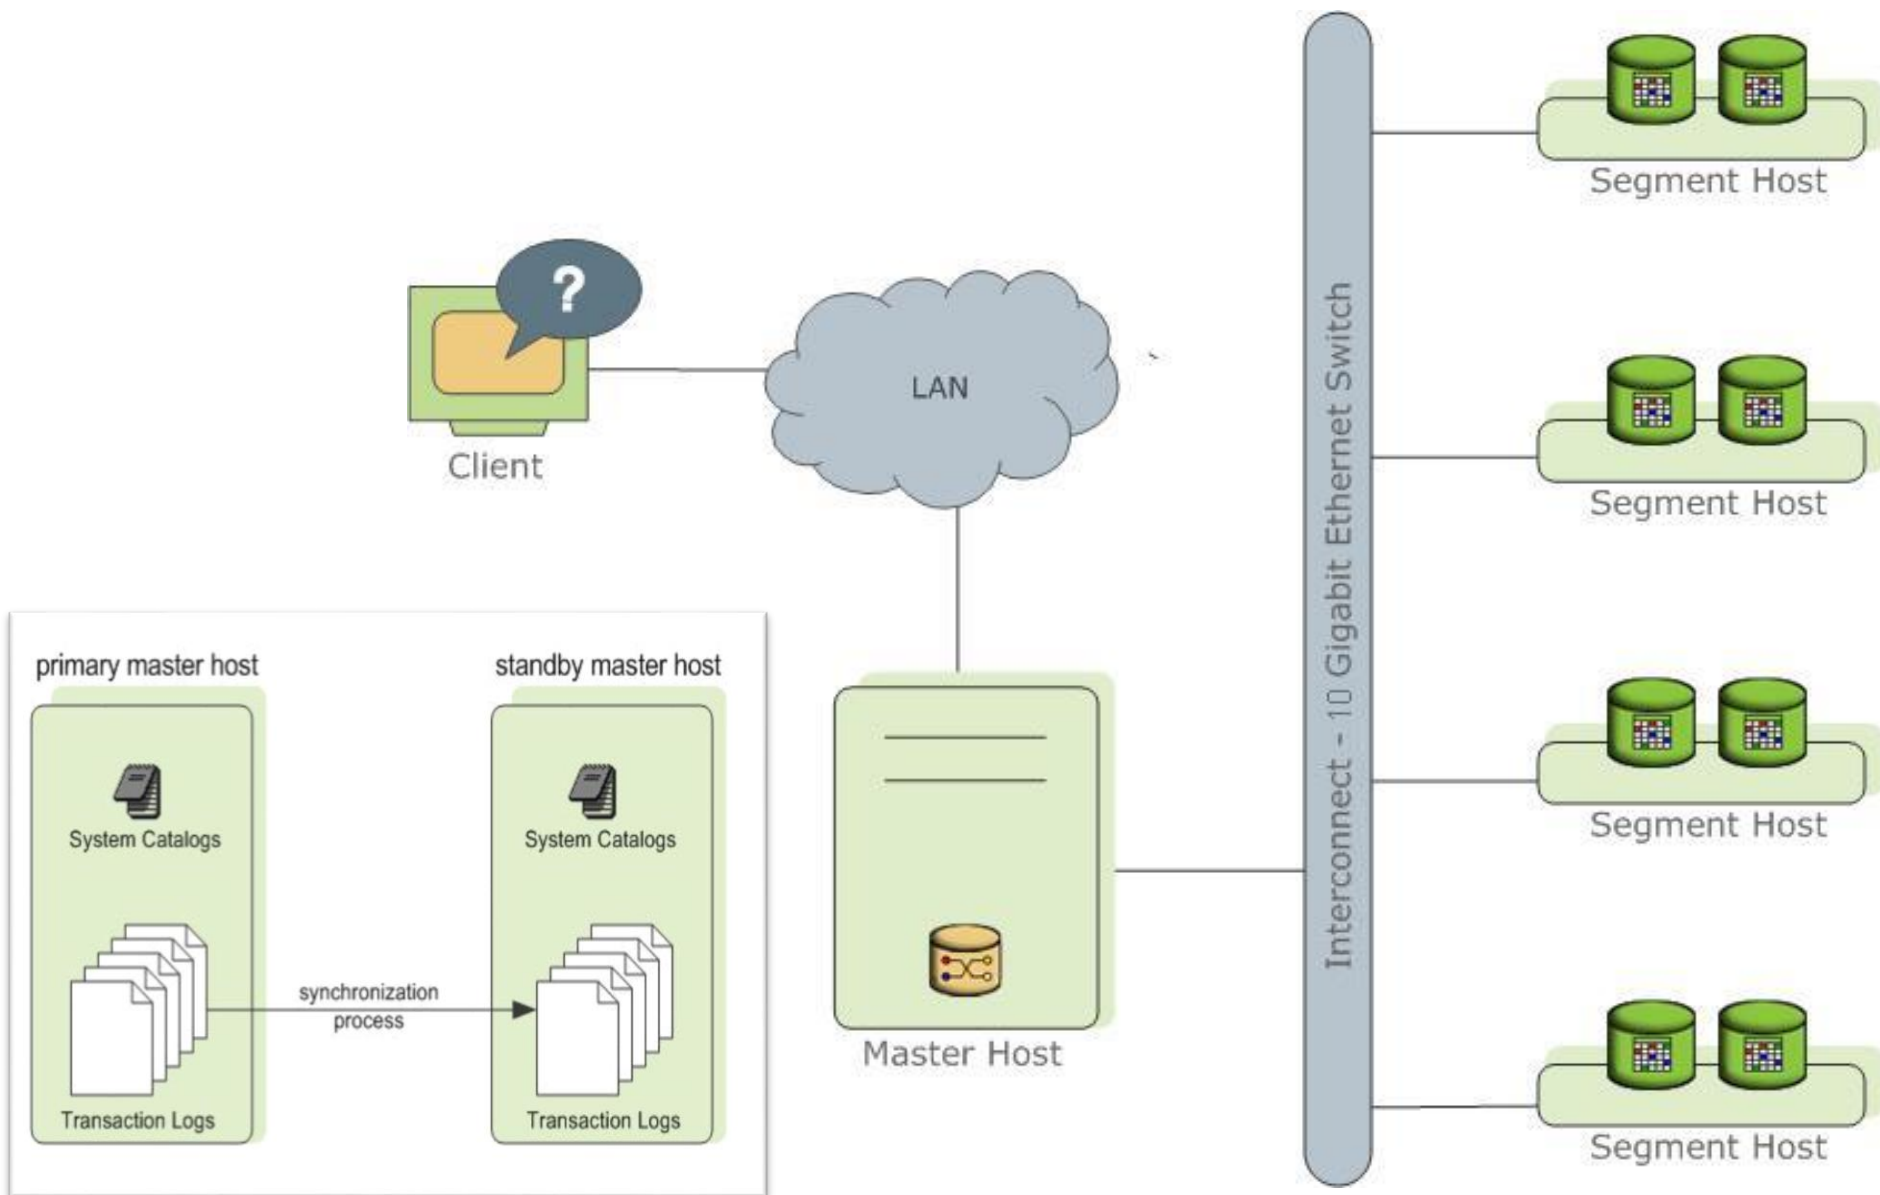 ?
Client
LAN
Interconnect - 10 Gigabit Ethernet Switch
Segment Host
Segment Host
Segment Host
Segment Host
Master Host
primary master host
standby master host
System Catalogs
System Catalogs
synchronization
process
Transaction Logs
Transaction Logs